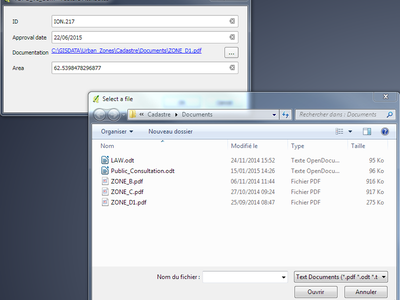 ID ION.217
Approval date 22/06/2015
Documentation C:\GISDATA\Urban_Zones\Cadastre\Documents\ZONE_D1.pdf ...
Area 62.5398478296877
Select a file
« Cadastre Documents Rechercher dans : Documents
Organiser Nouveau dossier
Nom Modifié le Type Taille
LAW.odt 24/11/2014 15:52 Texte OpenDocu... 95 Ko
Public_Consultation.odt 15/01/2015 14:26 Texte OpenDocu... 96 Ko
ZONE_B.pdf 06/11/2014 11:44 Fichier PDF 916 Ko
ZONE_C.pdf 27/10/2014 09:24 Fichier PDF 917 Ko
ZONE_D1.pdf 25/09/2014 08:47 Fichier PDF 275 Ko
Nom du fichier : Text Documents (*.pdf *.odt *.t
Ouvrir Annuler